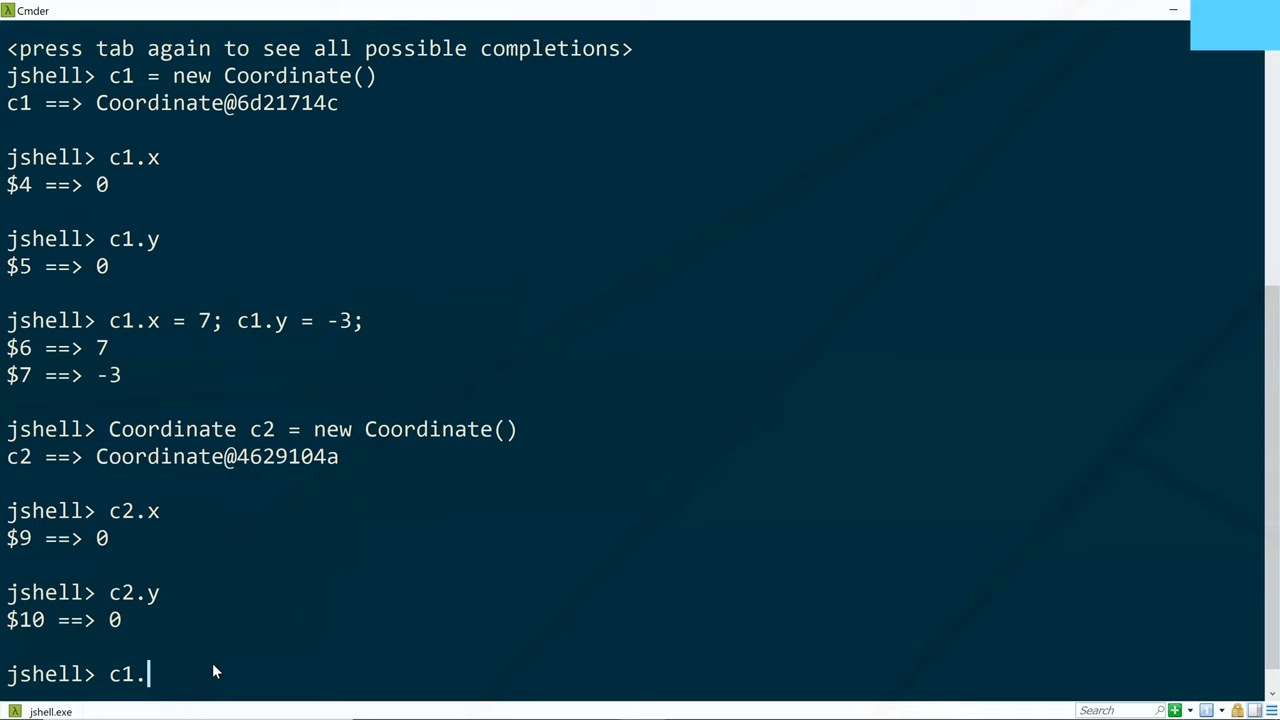 Cmder
<press tab again to see all possible completions>
jshell> c1 = new Coordinate()
c1 ==> Coordinate@6d21714c
jshell> c1.x
$4 ==> 0
jshell> c1.y
$5 ==> 0
jshell> c1.x = 7; c1.y = -3;
$6 ==> 7
$7 ==> -3
jshell> Coordinate c2 = new Coordinate()
c2 ==> Coordinate@4629104a
jshell> c2.x
$9 ==> 0
jshell> c2.y
$10 ==> 0
jshell> c1.
jshell.exe
Search